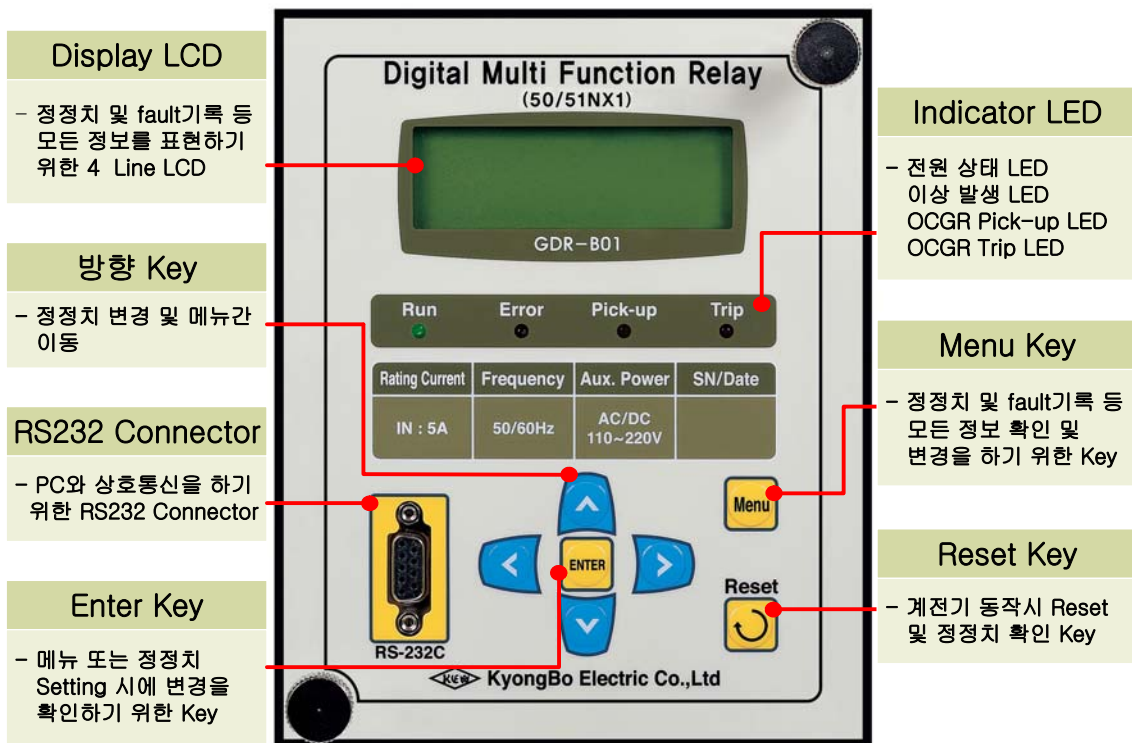 Display LCD
- 정정치 및 fault기록 등
모든 정보를 표현하기
위한 4 Line LCD
방향 Key
- 정정치 변경 및 메뉴간
이동
RS232 Connector
- PC와 상호통신을 하기
위한 RS232 Connector
Enter Key
- 메뉴 또는 정정치
Setting 시에 변경을
확인하기 위한 Key
Digital Multi Function Relay
(50/51NX1)
GDR-B01
Run Error Pick-up Trip
Rating Current Frequency Aux. Power SN/Date
IN : 5A 50/60Hz AC/DC
110~220V
Menu
ENTER
Reset
RS-232C
KyongBo Electric Co.,Ltd
Indicator LED
- 전원 상태 LED
이상 발생 LED
OCGR Pick-up LED
OCGR Trip LED
Menu Key
- 정정치 및 fault기록 등
모든 정보 확인 및
변경을 하기 위한 Key
Reset Key
- 계전기 동작시 Reset
및 정정치 확인 Key